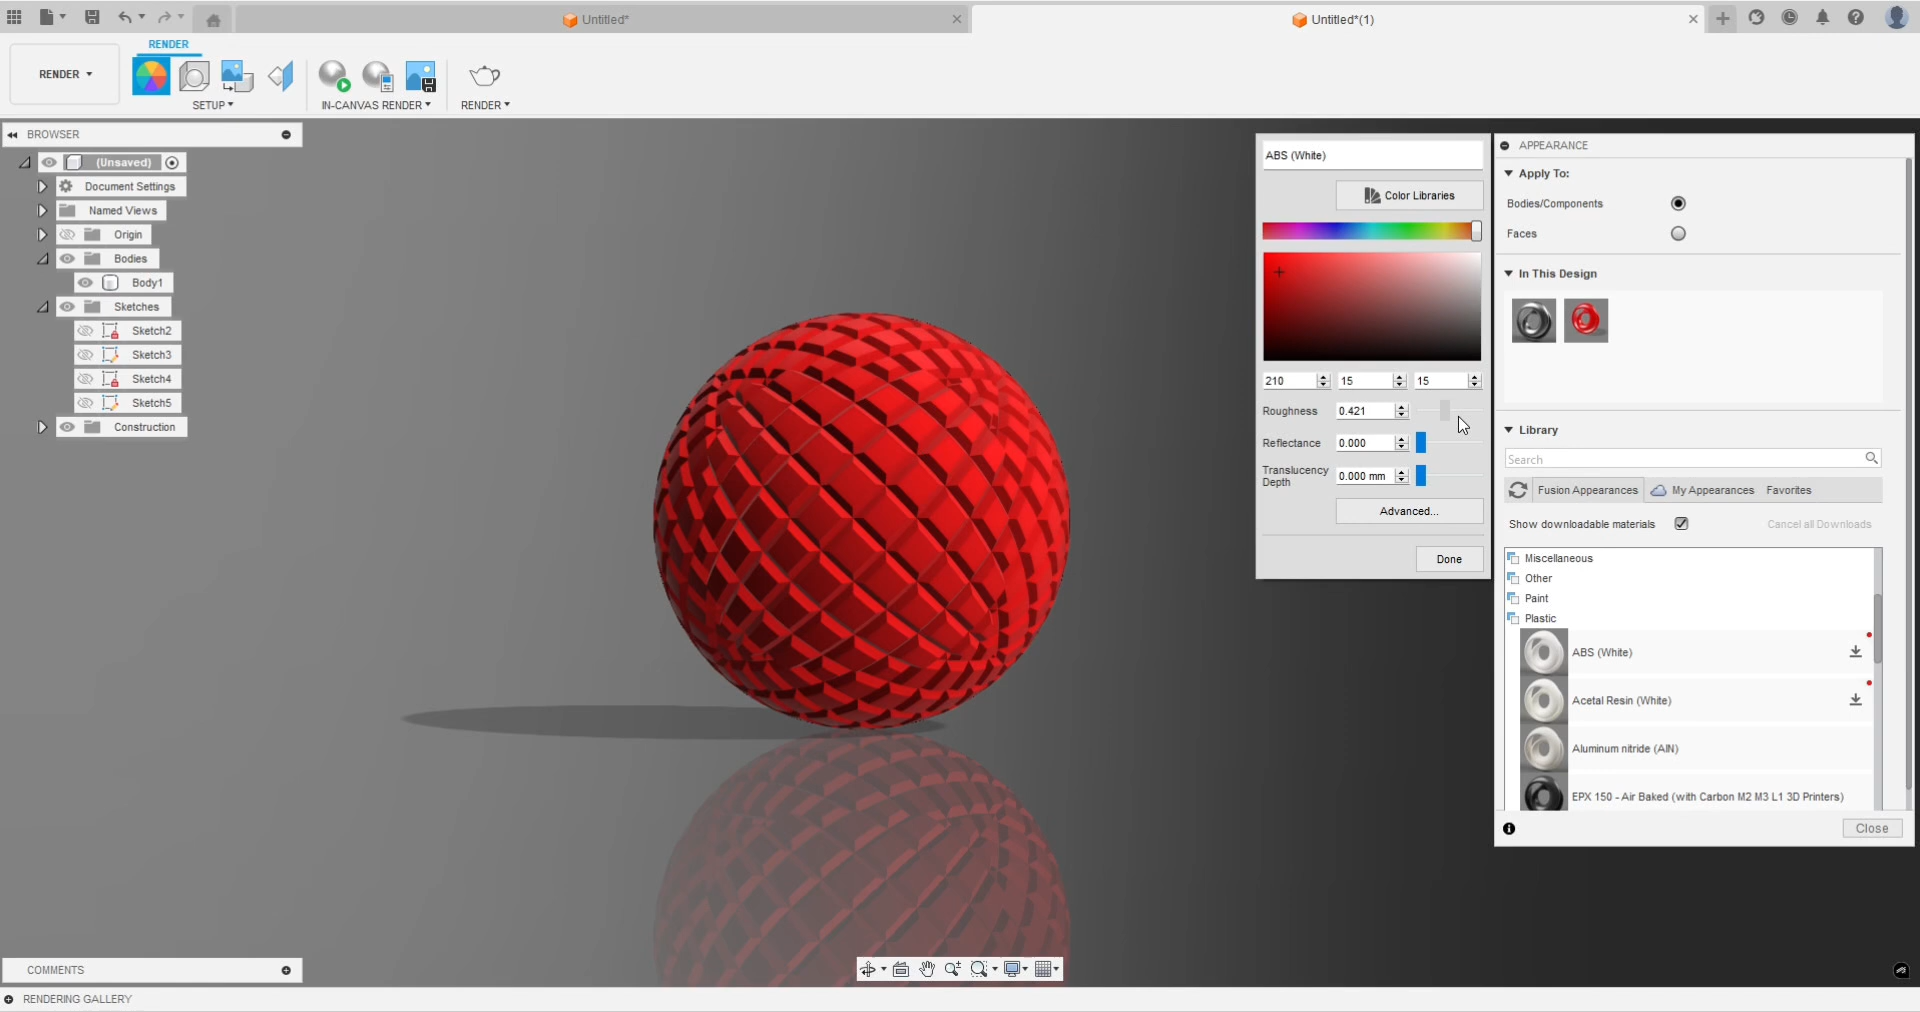 Untitled*
Untitled*(1)
RENDER
RENDER
SETUP
IN-CANVAS RENDER
RENDER
BROWSER
(Unsaved)
Document Settings
Named Views
Origin
Bodies
Body1
Sketches
Sketch2
Sketch3
Sketch4
Sketch5
Construction
ABS (White)
Color Libraries
210 15 15
Roughness 0.421
Reflectance 0.000
Translucency
Depth
0.000 mm
Advanced...
Done
APPEARANCE
Apply To:
Bodies/Components
Faces
In This Design
Library
Search
Fusion Appearances My Appearances Favorites
Show downloadable materials Cancel all Downloads
Miscellaneous
Other
Paint
Plastic
ABS (White)
Acetal Resin (White)
Aluminum nitride (AlN)
EPX 150 - Air Baked (with Carbon M2 M3 L1 3D Printers)
Close
COMMENTS
RENDERING GALLERY